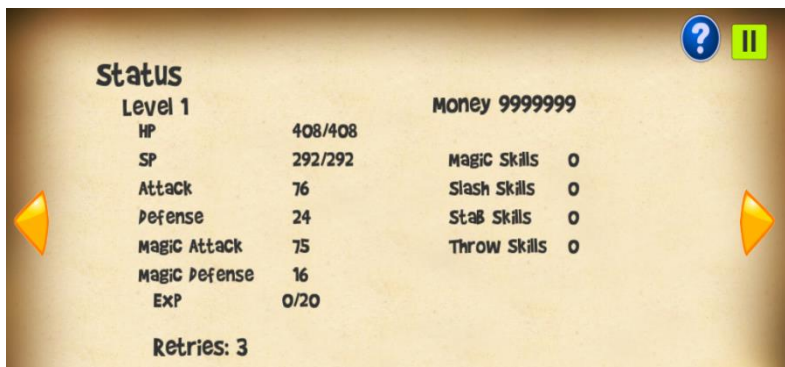 ?
Status
Level 1 Money 9999999
HP 408/408
SP 292/292 Magic Skills 0
Attack 76 Slash Skills 0
Defense 24 Stab Skills 0
Magic Attack 75 Throw Skills 0
Magic Defense 16
Exp 0/20
Retries: 3